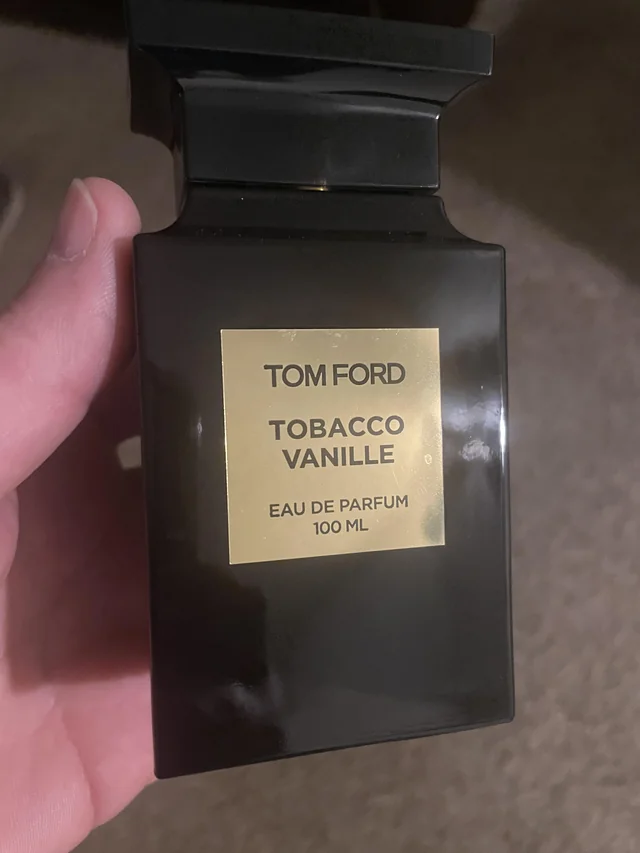 TOM FORD
TOBACCO
VANILLE
EAU DE PARFUM
100 ML